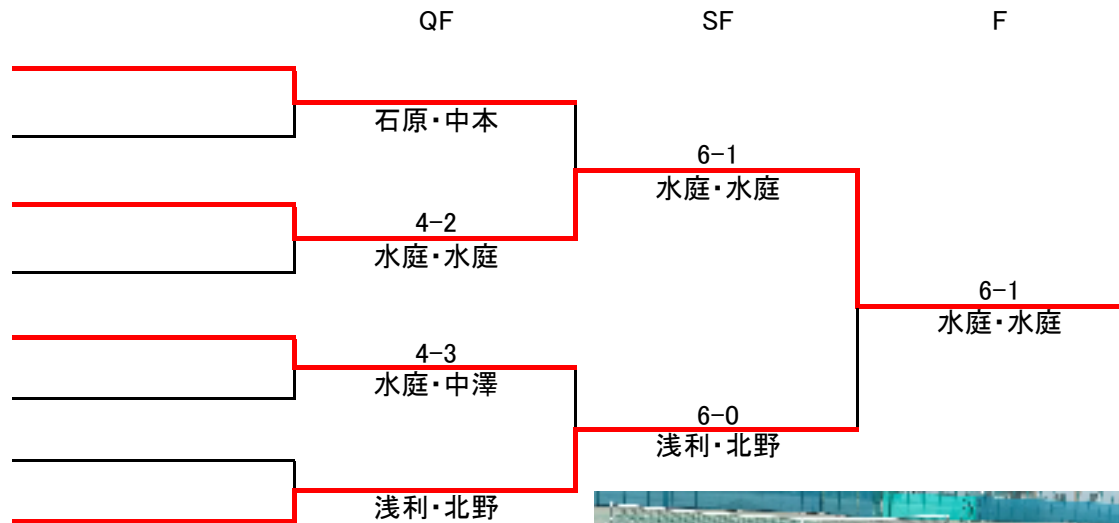 QF SF F
石原・中本
6-1
水庭・水庭
4-2
水庭・水庭
6-1
水庭・水庭
4-3
水庭・中澤
6-0
浅利・北野
浅利・北野